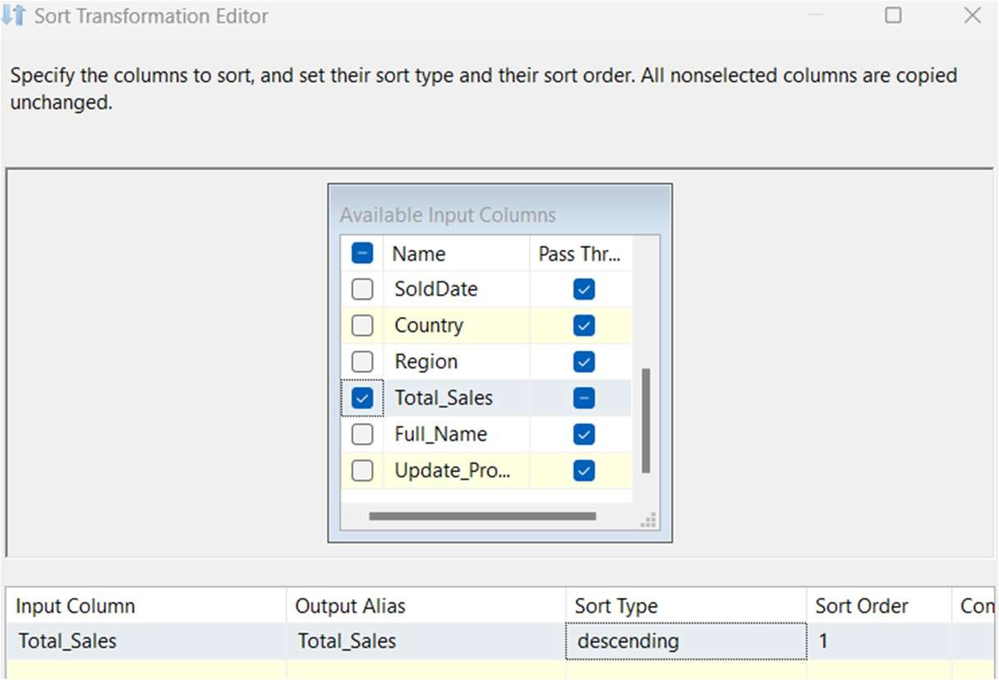 Sort Transformation Editor
Specify the columns to sort, and set their sort type and their sort order. All nonselected columns are copied
unchanged.
Available Input Columns
Name Pass Thr...
SoldDate
Country
Region
Total_Sales
Full_Name
Update_Pro...
Input Column Output Alias Sort Type Sort Order
Total_Sales Total_Sales descending 1